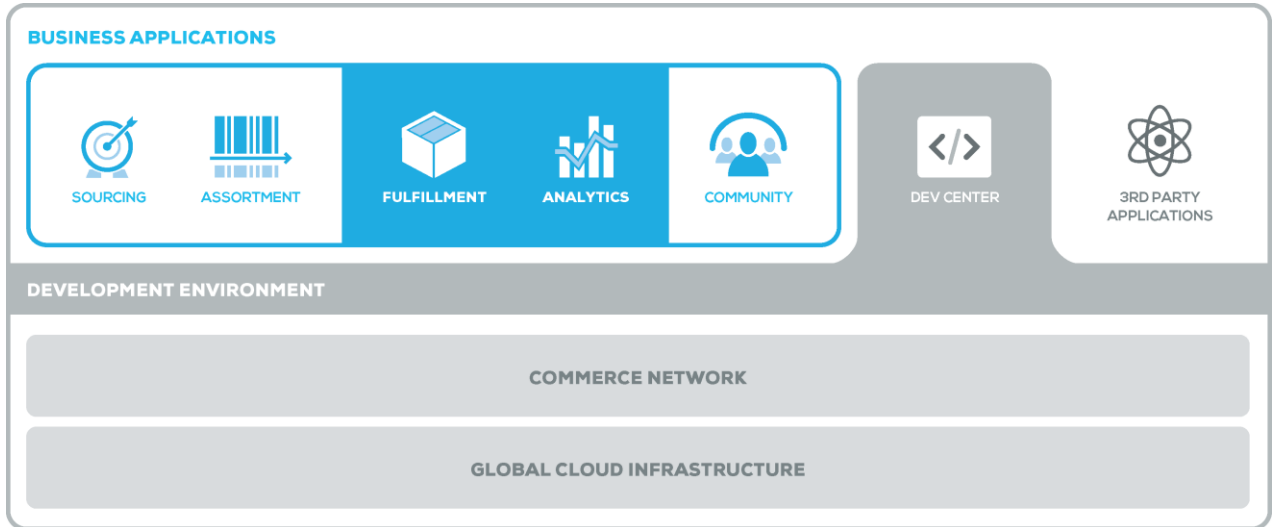 BUSINESS APPLICATIONS
SOURCING
ASSORTMENT
FULFILLMENT
ANALYTICS
COMMUNITY
</>
DEV CENTER
3RD PARTY
APPLICATIONS
DEVELOPMENT ENVIRONMENT
COMMERCE NETWORK
GLOBAL CLOUD INFRASTRUCTURE